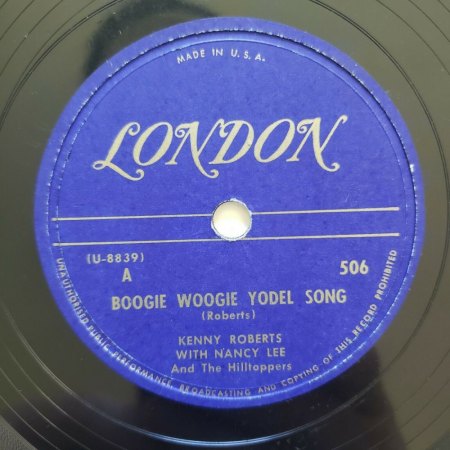 MADE IN U.S.A.
LONDON
(U-8839)
A
506
BOOGIE WOOGIE YODEL SONG
(Roberts)
KENNY ROBERTS
WITH NANCY LEE
And The Hilltoppers
UNAUTHORISED PUBLIC PERFORMANCE, BROADCASTING AND COPYING OF THIS RECORD PROHIBITED